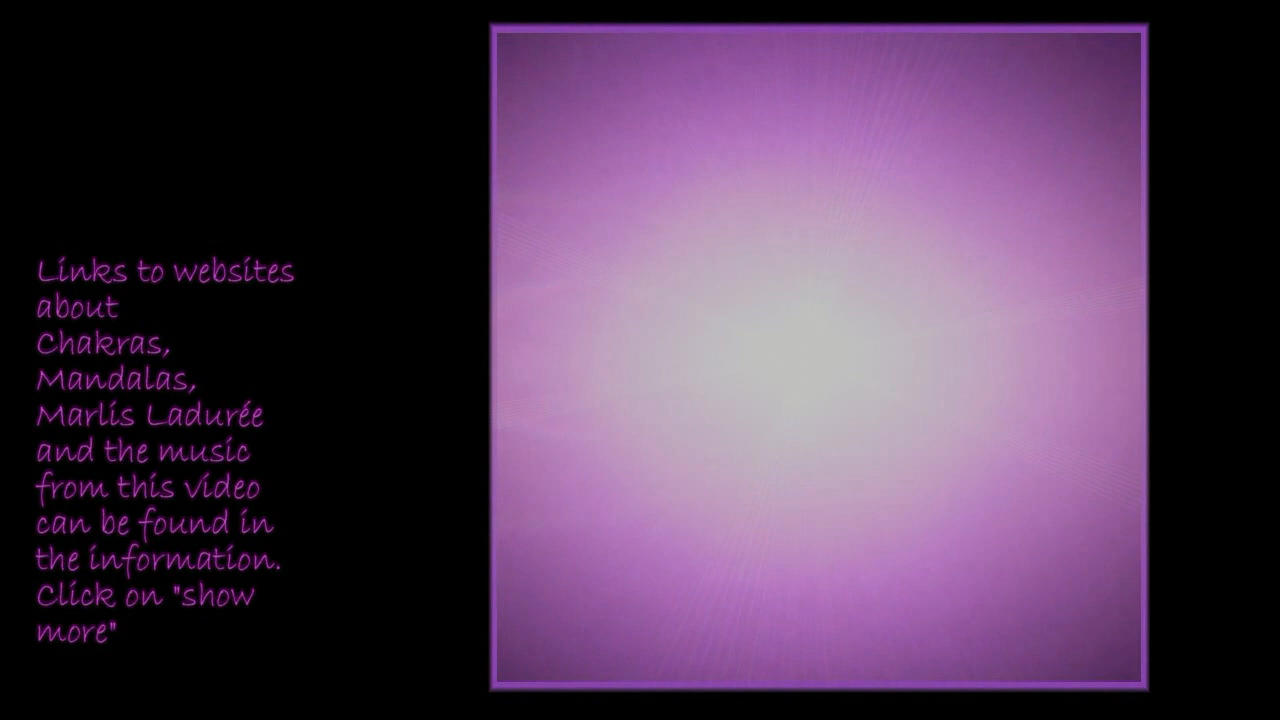 Links to websites
about
Chakras,
Mandalas,
Marlis Ladurée
and the music
from this video
can be found in
the information.
Click on "show
more"